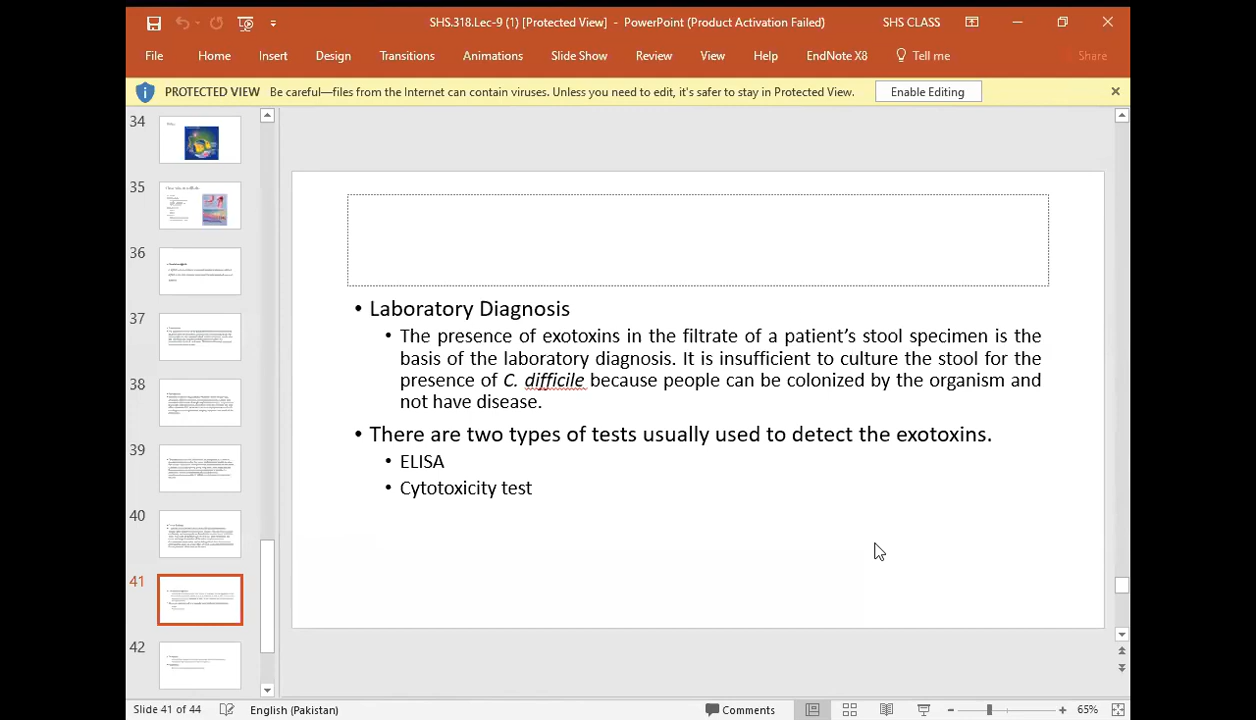 SHS.318.Lec-9 (1) [Protected View] - PowerPoint (Product Activation Failed)
SHS CLASS
File Home Insert Design Transitions Animations Slide Show Review View Help EndNote X8 Tell me Share
PROTECTED VIEW Be careful—files from the Internet can contain viruses. Unless you need to edit, it's safer to stay in Protected View. Enable Editing
34
35
36
37
38
39
40
41
42
• Laboratory Diagnosis
• The presence of exotoxins in the filtrate of a patient's stool specimen is the
basis of the laboratory diagnosis. It is insufficient to culture the stool for the
presence of C. difficile because people can be colonized by the organism and
not have disease.
• There are two types of tests usually used to detect the exotoxins.
• ELISA
• Cytotoxicity test
Slide 41 of 44 English (Pakistan) Comments 65%